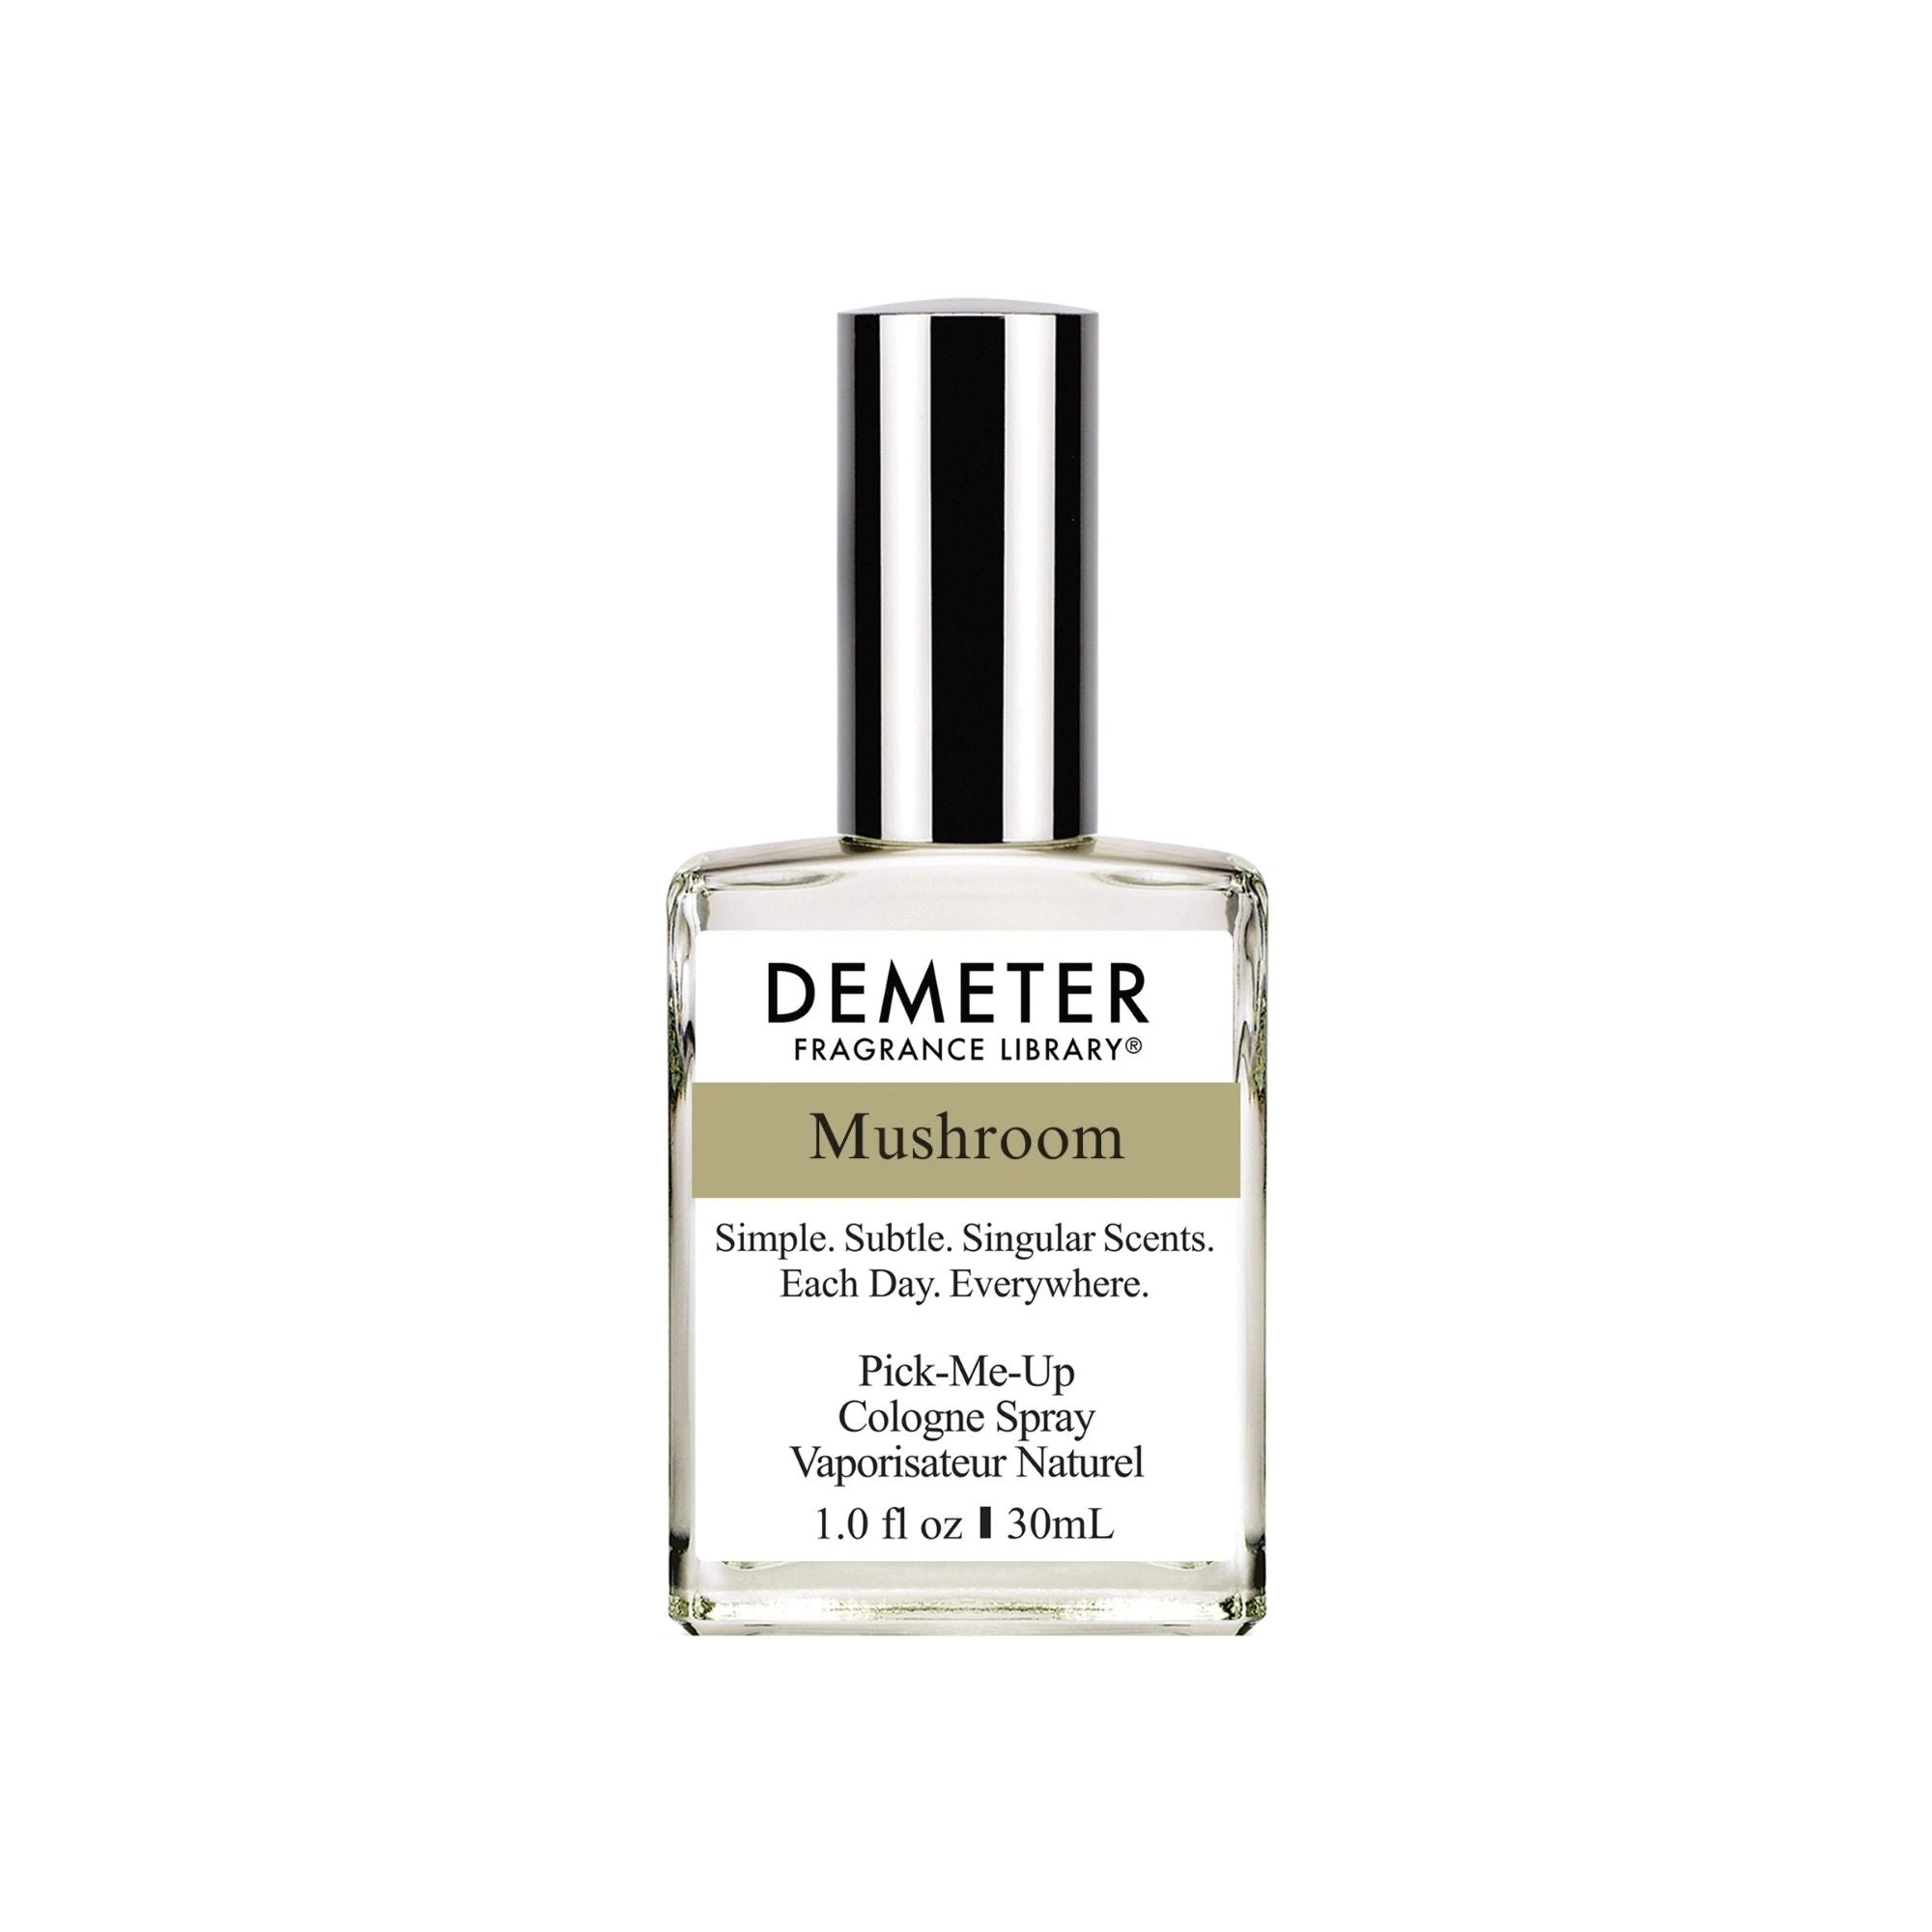 DEMETER
FRAGRANCE LIBRARY®
Mushroom
Simple. Subtle. Singular Scents.
Each Day. Everywhere.
Pick-Me-Up
Cologne Spray
Vaporisateur Naturel
1.0 fl oz ❚ 30mL